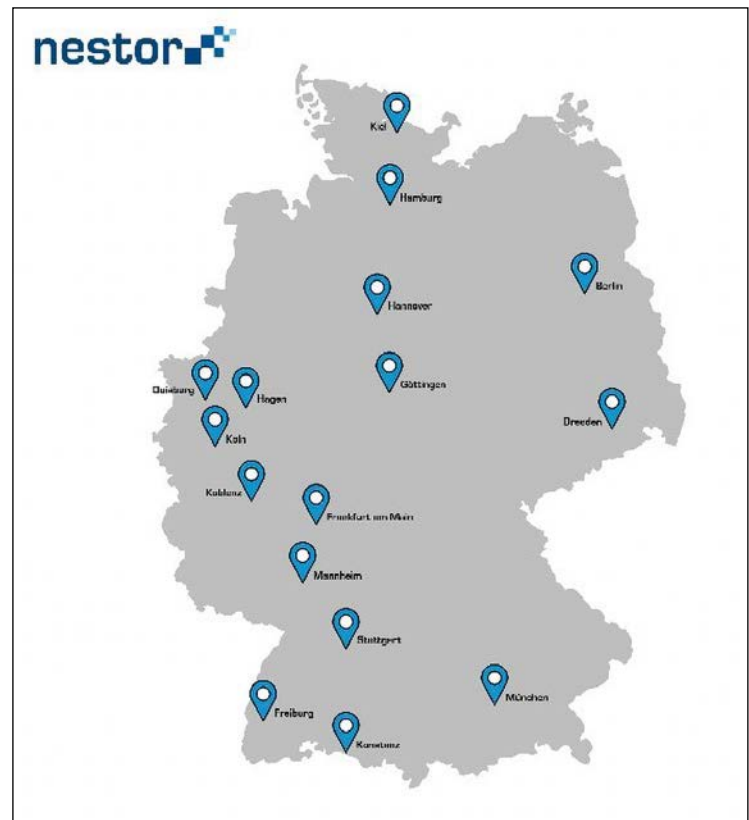 nestor
Kiel
Hamburg
Berlin
Hannover
Göttingen
Duisburg
Hagen
Dresden
Köln
Koblenz
Frankfurt am Main
Mannheim
Stuttgart
München
Freiburg
Konstanz